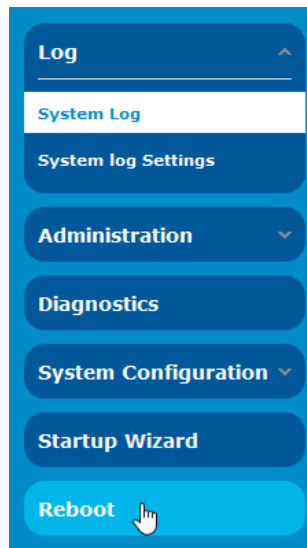 Log
System Log
System log Settings
Administration
Diagnostics
System Configuration
Startup Wizard
Reboot